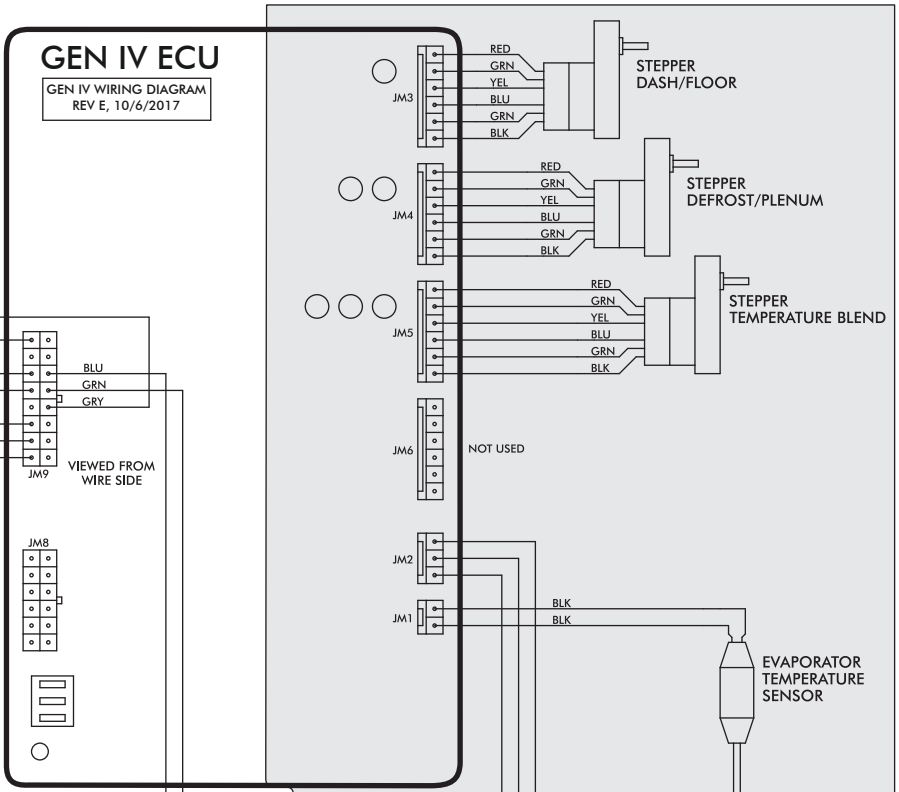 GEN IV ECU
GEN IV WIRING DIAGRAM
REV E, 10/6/2017
JM3
RED
GRN
YEL
BLU
GRN
BLK
STEPPER
DASH/FLOOR
JM4
RED
GRN
YEL
BLU
GRN
BLK
STEPPER
DEFROST/PLENUM
JM5
RED
GRN
YEL
BLU
GRN
BLK
STEPPER
TEMPERATURE BLEND
BLU
GRN
GRY
JM9
VIEWED FROM
WIRE SIDE
JM6
NOT USED
JM8
JM2
JM1
BLK
BLK
EVAPORATOR
TEMPERATURE
SENSOR